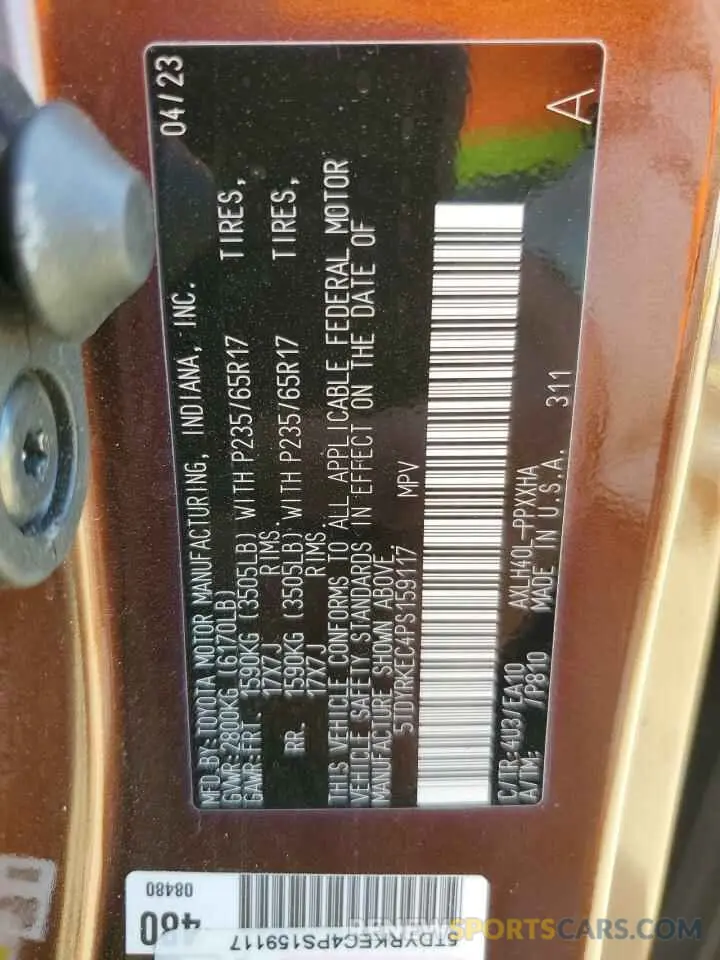 MFD. BY: TOYOTA MOTOR MANUFACTURING, INDIANA, INC. 04/23
GVWR: 2800KG (6170LB)
GAWR: FRT. 1590KG (3505LB) WITH P235/65R17 TIRES,
17X7J RIMS.
RR. 1590KG (3505LB) WITH P235/65R17 TIRES,
17X7J RIMS.
THIS VEHICLE CONFORMS TO ALL APPLICABLE FEDERAL MOTOR
VEHICLE SAFETY STANDARDS IN EFFECT ON THE DATE OF
MANUFACTURE SHOWN ABOVE.
5TDYRKEC4PS159117 MPV
C/TR: 4U3/EA10 AXLH40L-PPXXHA
A/TM: /P810 MADE IN U.S.A. 311
A
08480
480
5TDYRKEC4PS159117
RENEWSPORTSCARS.COM